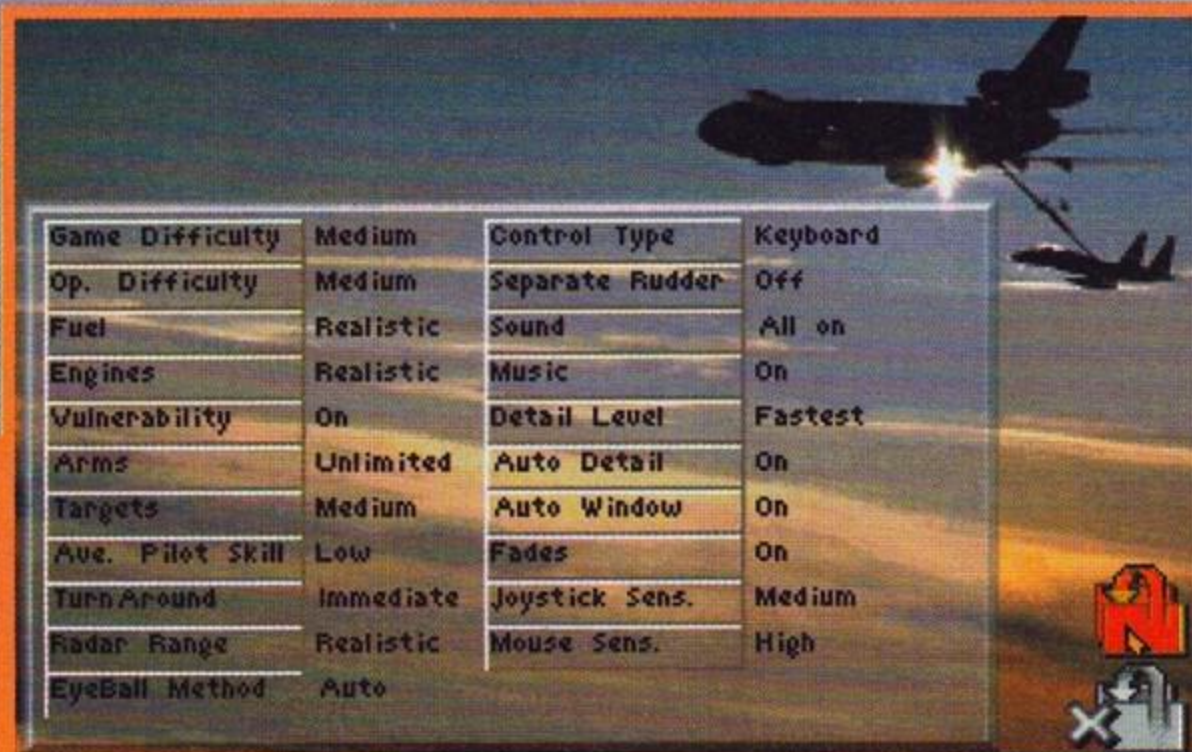 Game Difficulty Medium Control Type Keyboard
Op. Difficulty Medium Separate Rudder Off
Fuel Realistic Sound All on
Engines Realistic Music On
Vulnerability On Detail Level Fastest
Arms Unlimited Auto Detail On
Targets Medium Auto Window On
Ave. Pilot Skill Low Fades On
TurnAround Immediate Joystick Sens. Medium
Radar Range Realistic Mouse Sens. High
EyeBall Method Auto